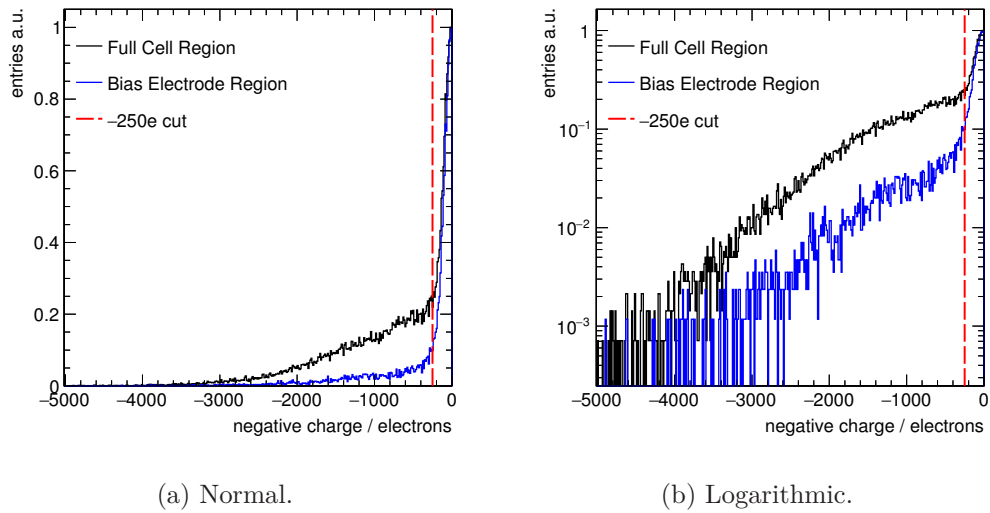 entries a.u.
1
0.8
0.6
0.4
0.2
0
Full Cell Region
Bias Electrode Region
−250e cut
−5000 −4000 −3000 −2000 −1000 0
negative charge / electrons
(a) Normal.
entries a.u.
1
10−1
10−2
10−3
Full Cell Region
Bias Electrode Region
−250e cut
−5000 −4000 −3000 −2000 −1000 0
negative charge / electrons
(b) Logarithmic.